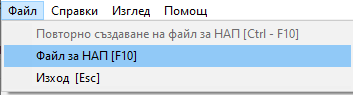 Файл Справки Изглед Помощ
Повторно създаване на файл за НАП [Ctrl - F10]
Файл за НАП [F10]
Изход [Esc]